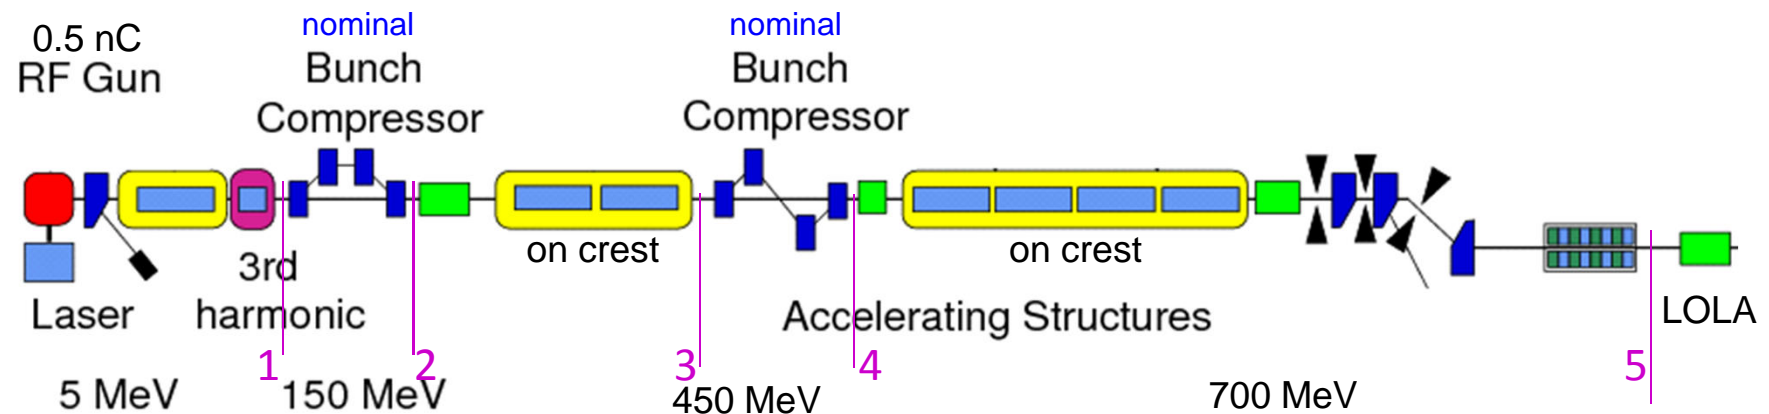 0.5 nC
RF Gun
nominal
Bunch
Compressor
nominal
Bunch
Compressor
on crest
on crest
3rd
harmonic
Laser
Accelerating Structures
LOLA
1
2
3
4
5
5 MeV
150 MeV
450 MeV
700 MeV